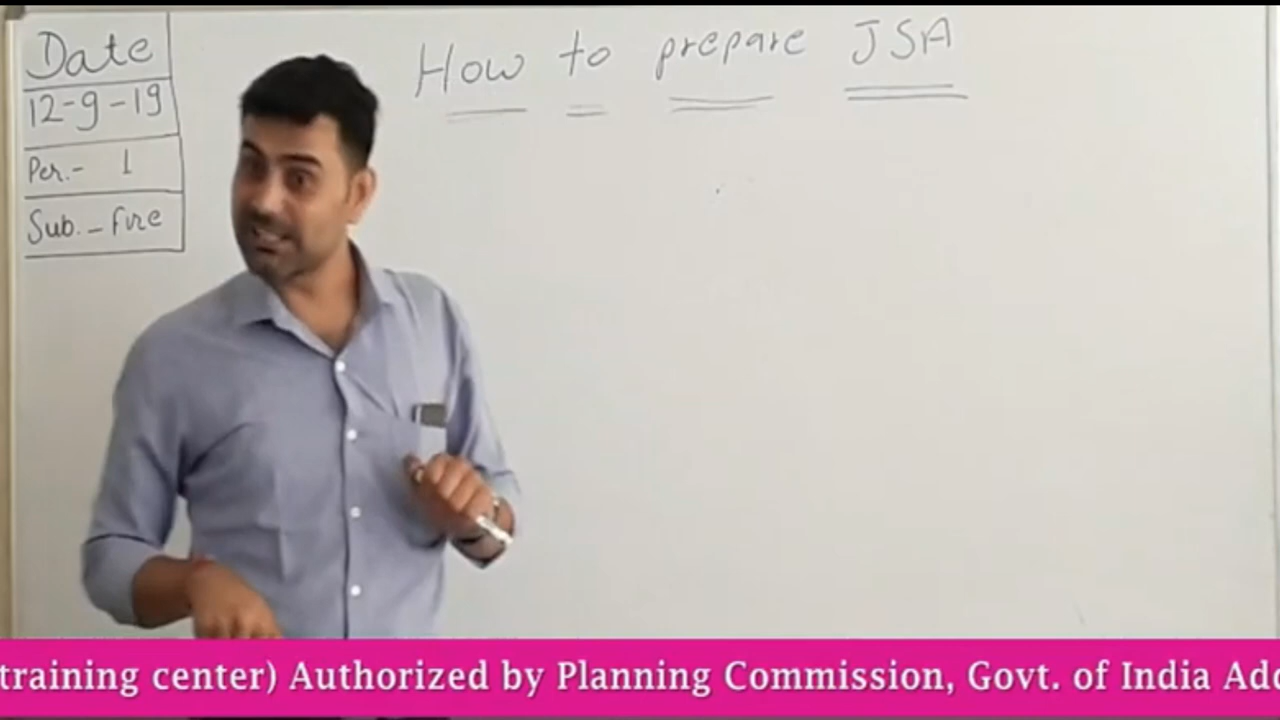 Date
12-9-19
Per.- 1
Sub. - Fire
How to prepare JSA
training center) Authorized by Planning Commission, Govt. of India Add